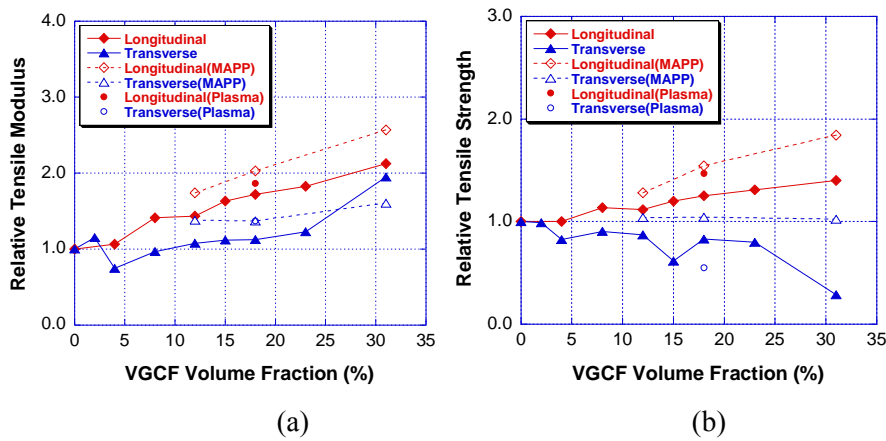 4.0
3.0
2.0
1.0
0.0
0
5
10
15
20
25
30
35
Relative Tensile Modulus
VGCF Volume Fraction (%)
Longitudinal
Transverse
Longitudinal(MAPP)
Transverse(MAPP)
Longitudinal(Plasma)
Transverse(Plasma)
(a)
3.0
2.0
1.0
0.0
0
5
10
15
20
25
30
35
Relative Tensile Strength
VGCF Volume Fraction (%)
Longitudinal
Transverse
Longitudinal(MAPP)
Transverse(MAPP)
Longitudinal(Plasma)
Transverse(Plasma)
(b)